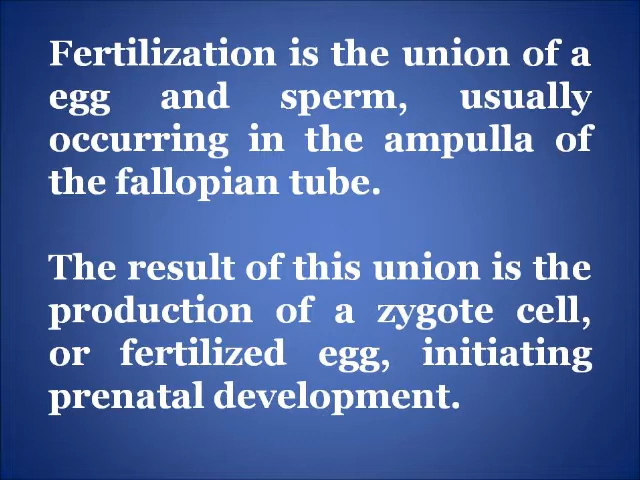 Fertilization is the union of a
egg and sperm, usually
occurring in the ampulla of
the fallopian tube.
The result of this union is the
production of a zygote cell,
or fertilized egg, initiating
prenatal development.